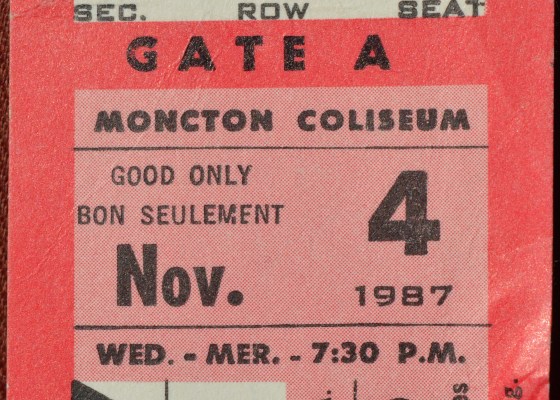 SEC. ROW SEAT
GATE A
MONCTON COLISEUM
GOOD ONLY
BON SEULEMENT
Nov. 4
1987
WED. - MER. - 7:30 P.M.